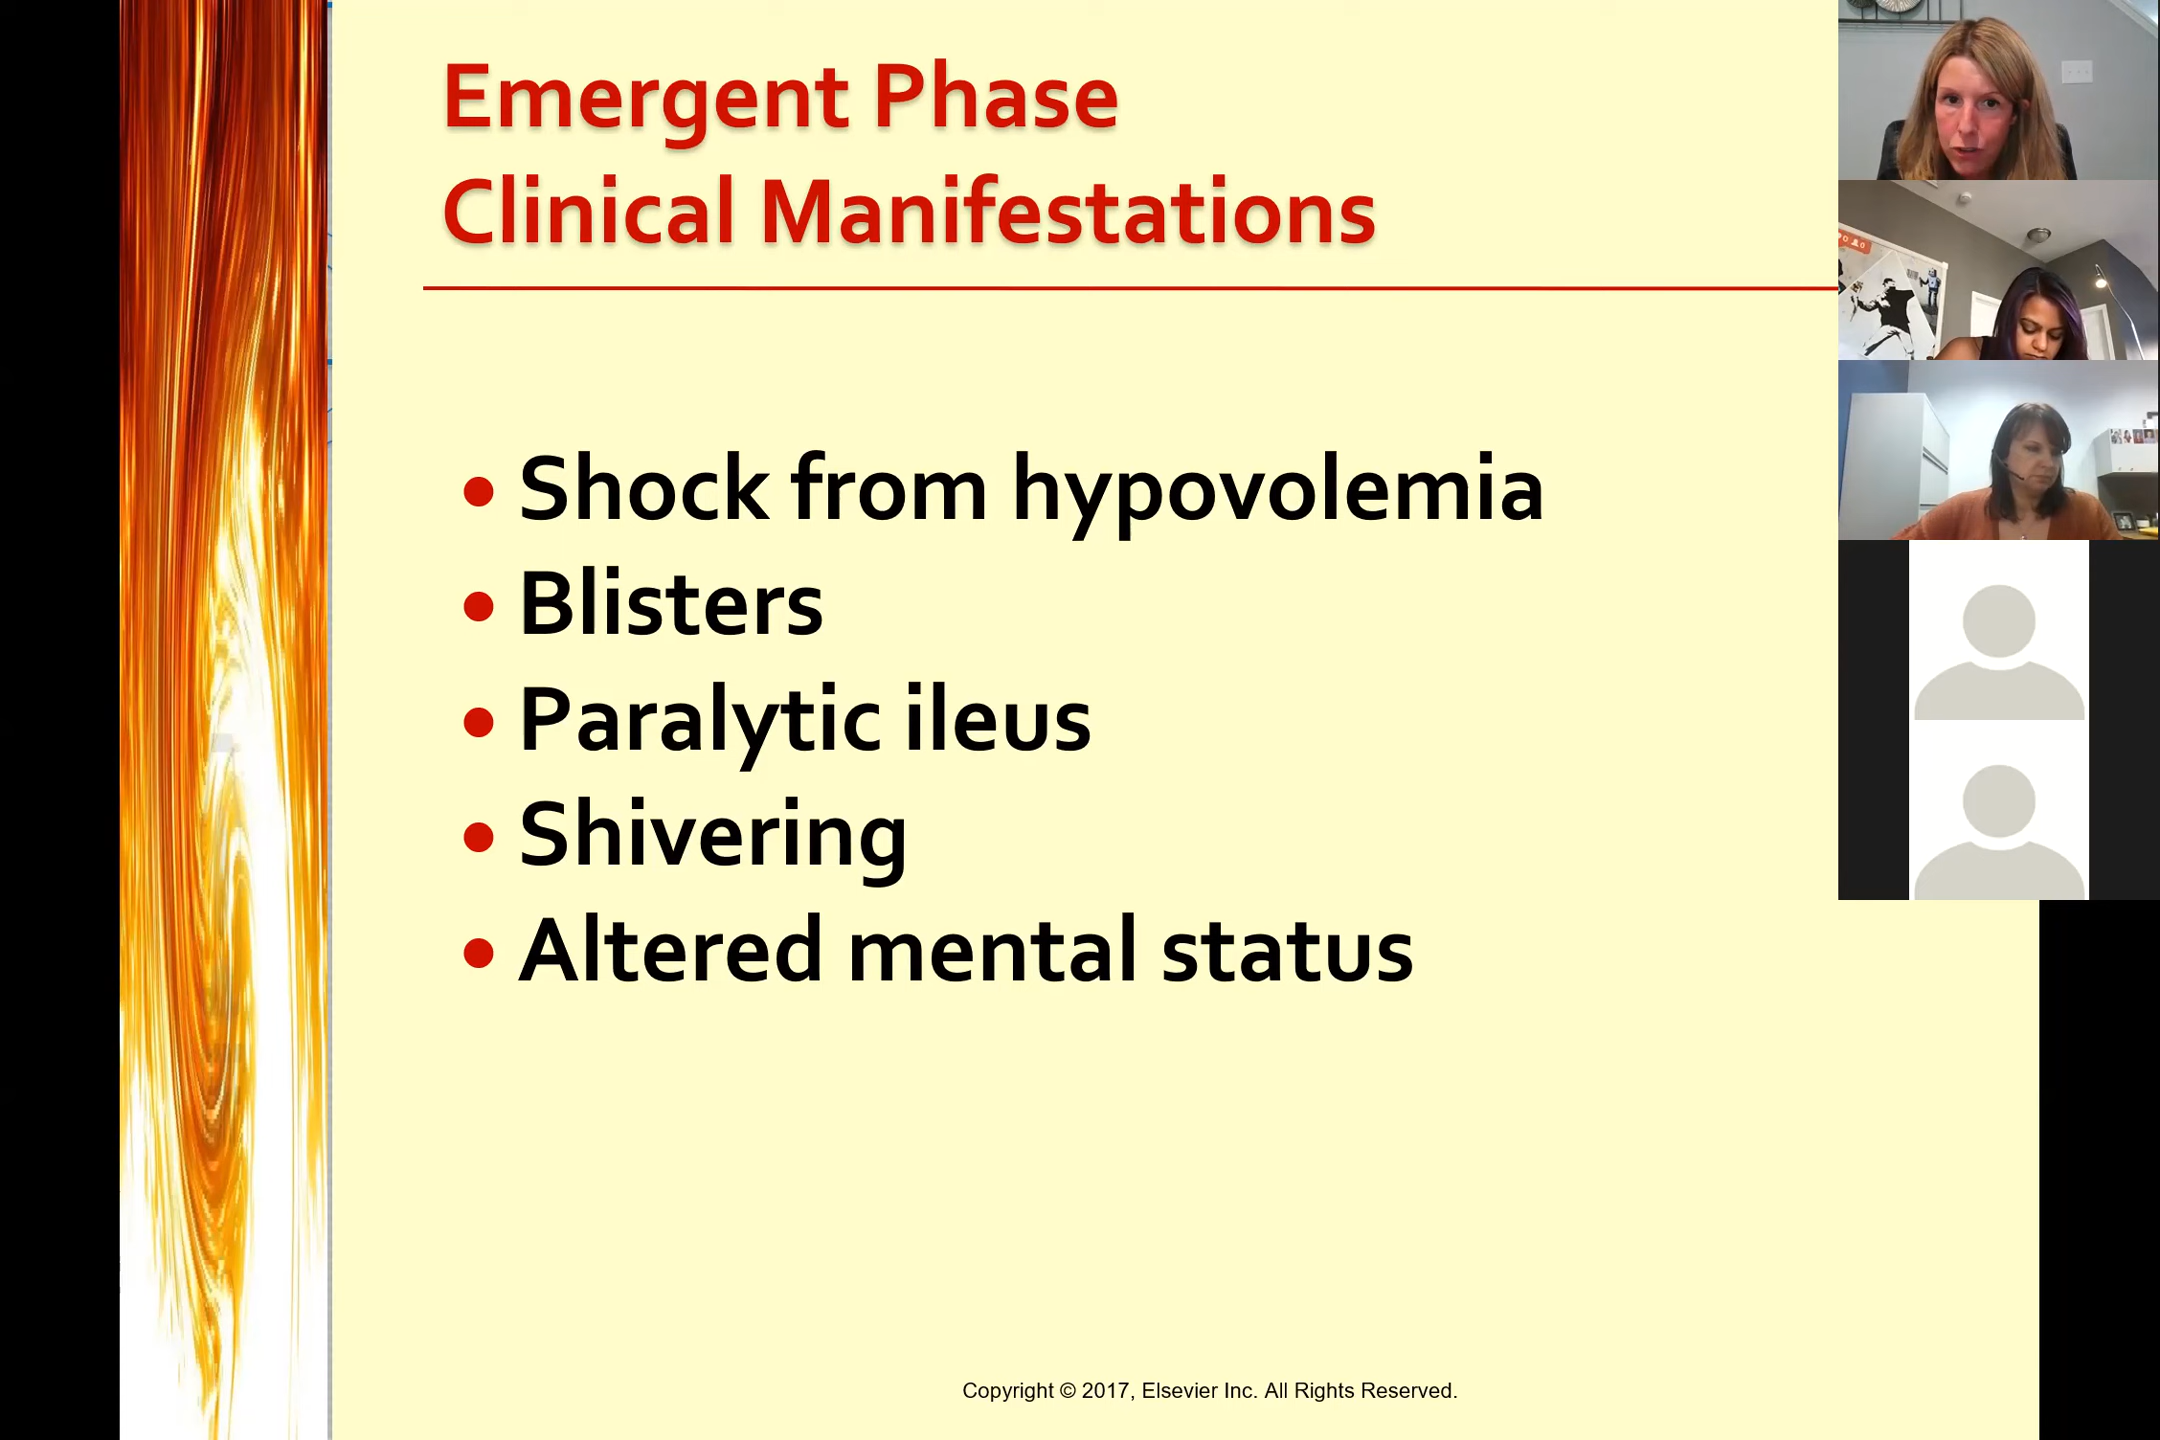 Emergent Phase
Clinical Manifestations
• Shock from hypovolemia
• Blisters
• Paralytic ileus
• Shivering
• Altered mental status
Copyright © 2017, Elsevier Inc. All Rights Reserved.